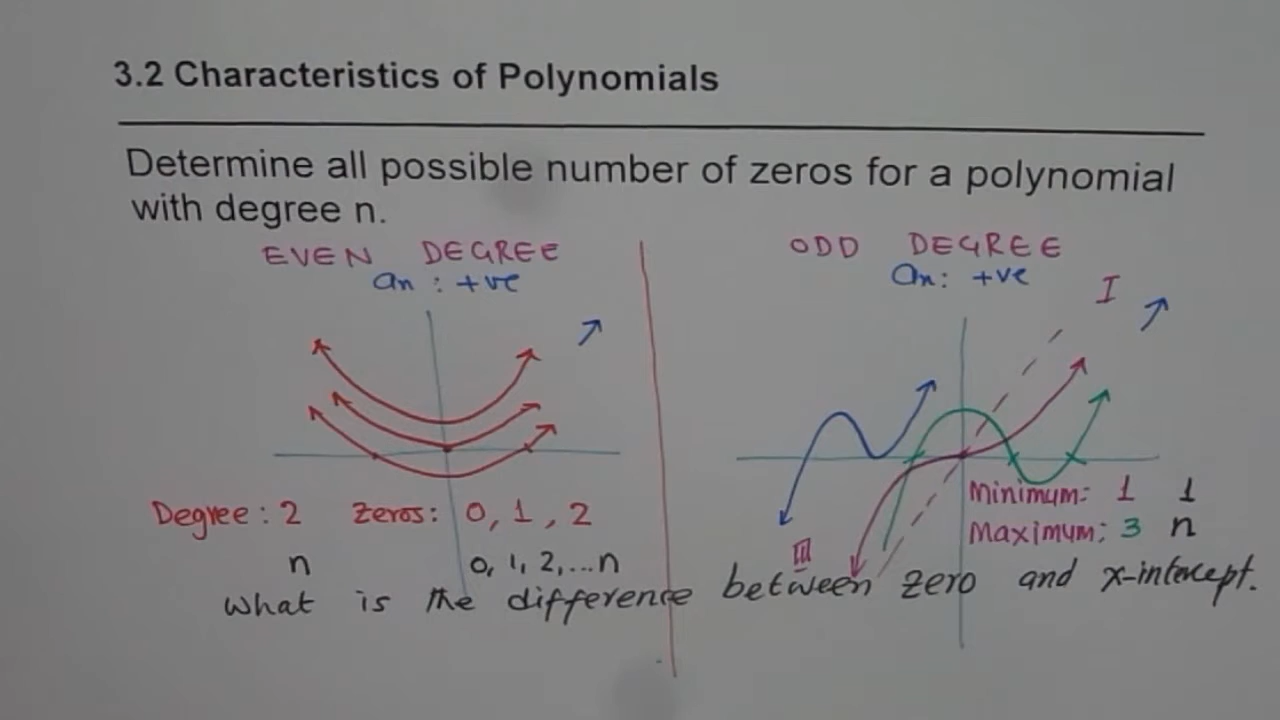 3.2 Characteristics of Polynomials
Determine all possible number of zeros for a polynomial
with degree n.
EVEN DEGREE
an : +ve
Degree : 2 Zeros: 0, 1, 2
n 0, 1, 2, ...n
ODD DEGREE
an: +ve
I
III
Minimum: 1 1
Maximum: 3 n
What is the difference between zero and x-intercept.